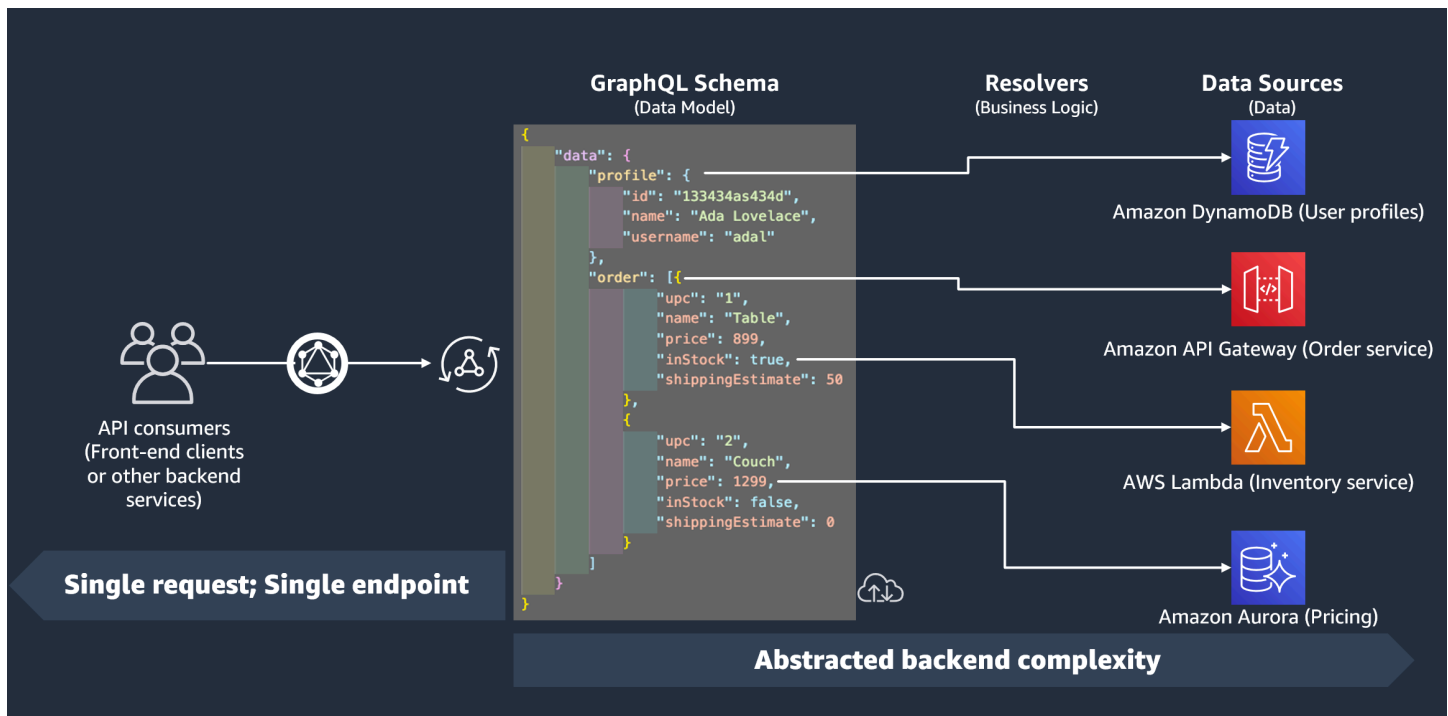 GraphQL Schema
(Data Model)
Resolvers
(Business Logic)
Data Sources
(Data)
{
"data": {
"profile": {
"id": "133434as434d",
"name": "Ada Lovelace",
"username": "adal"
},
"order": [{
"upc": "1",
"name": "Table",
"price": 899,
"inStock": true,
"shippingEstimate": 50
},
{
"upc": "2",
"name": "Couch",
"price": 1299,
"inStock": false,
"shippingEstimate": 0
}
]
}
}
Amazon DynamoDB (User profiles)
</>
Amazon API Gateway (Order service)
AWS Lambda (Inventory service)
Amazon Aurora (Pricing)
API consumers
(Front-end clients
or other backend
services)
Single request; Single endpoint
Abstracted backend complexity